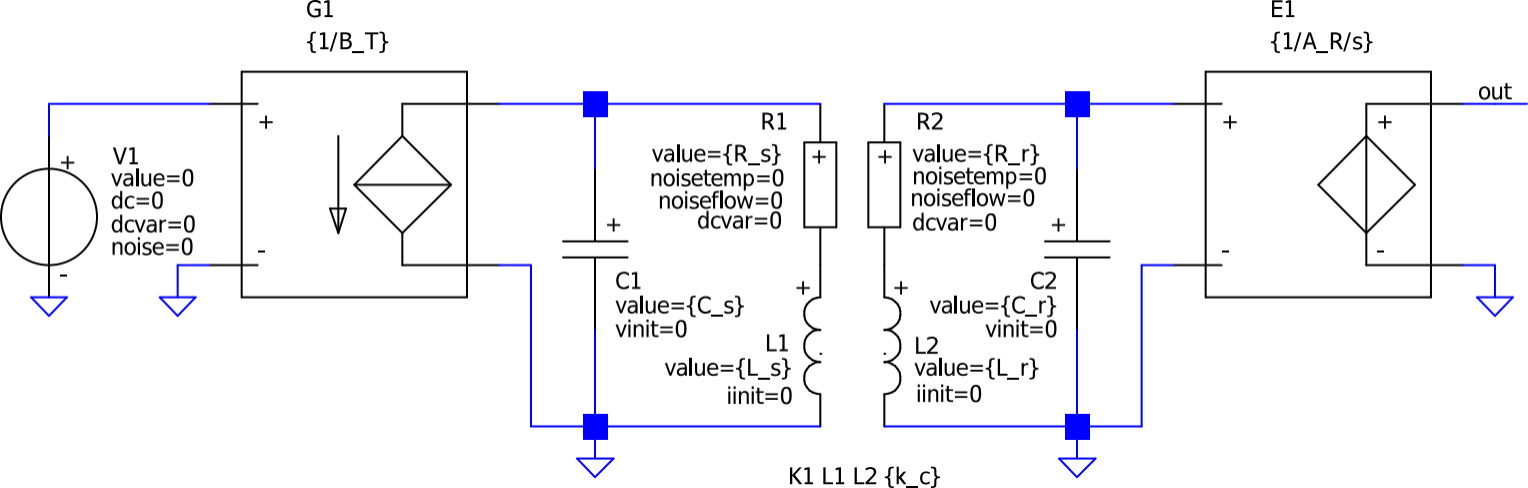 G1
{1/B_T}
E1
{1/A_R/s}
+
-
V1
value=0
dc=0
dcvar=0
noise=0
+
-
+
C1
value={C_s}
vinit=0
R1
value={R_s}
noisetemp=0
noiseflow=0
dcvar=0
+
+
L1
value={L_s}
iinit=0
R2
value={R_r}
noisetemp=0
noiseflow=0
dcvar=0
+
+
L2
value={L_r}
iinit=0
+
C2
value={C_r}
vinit=0
+
-
+
-
out
K1 L1 L2 {k_c}